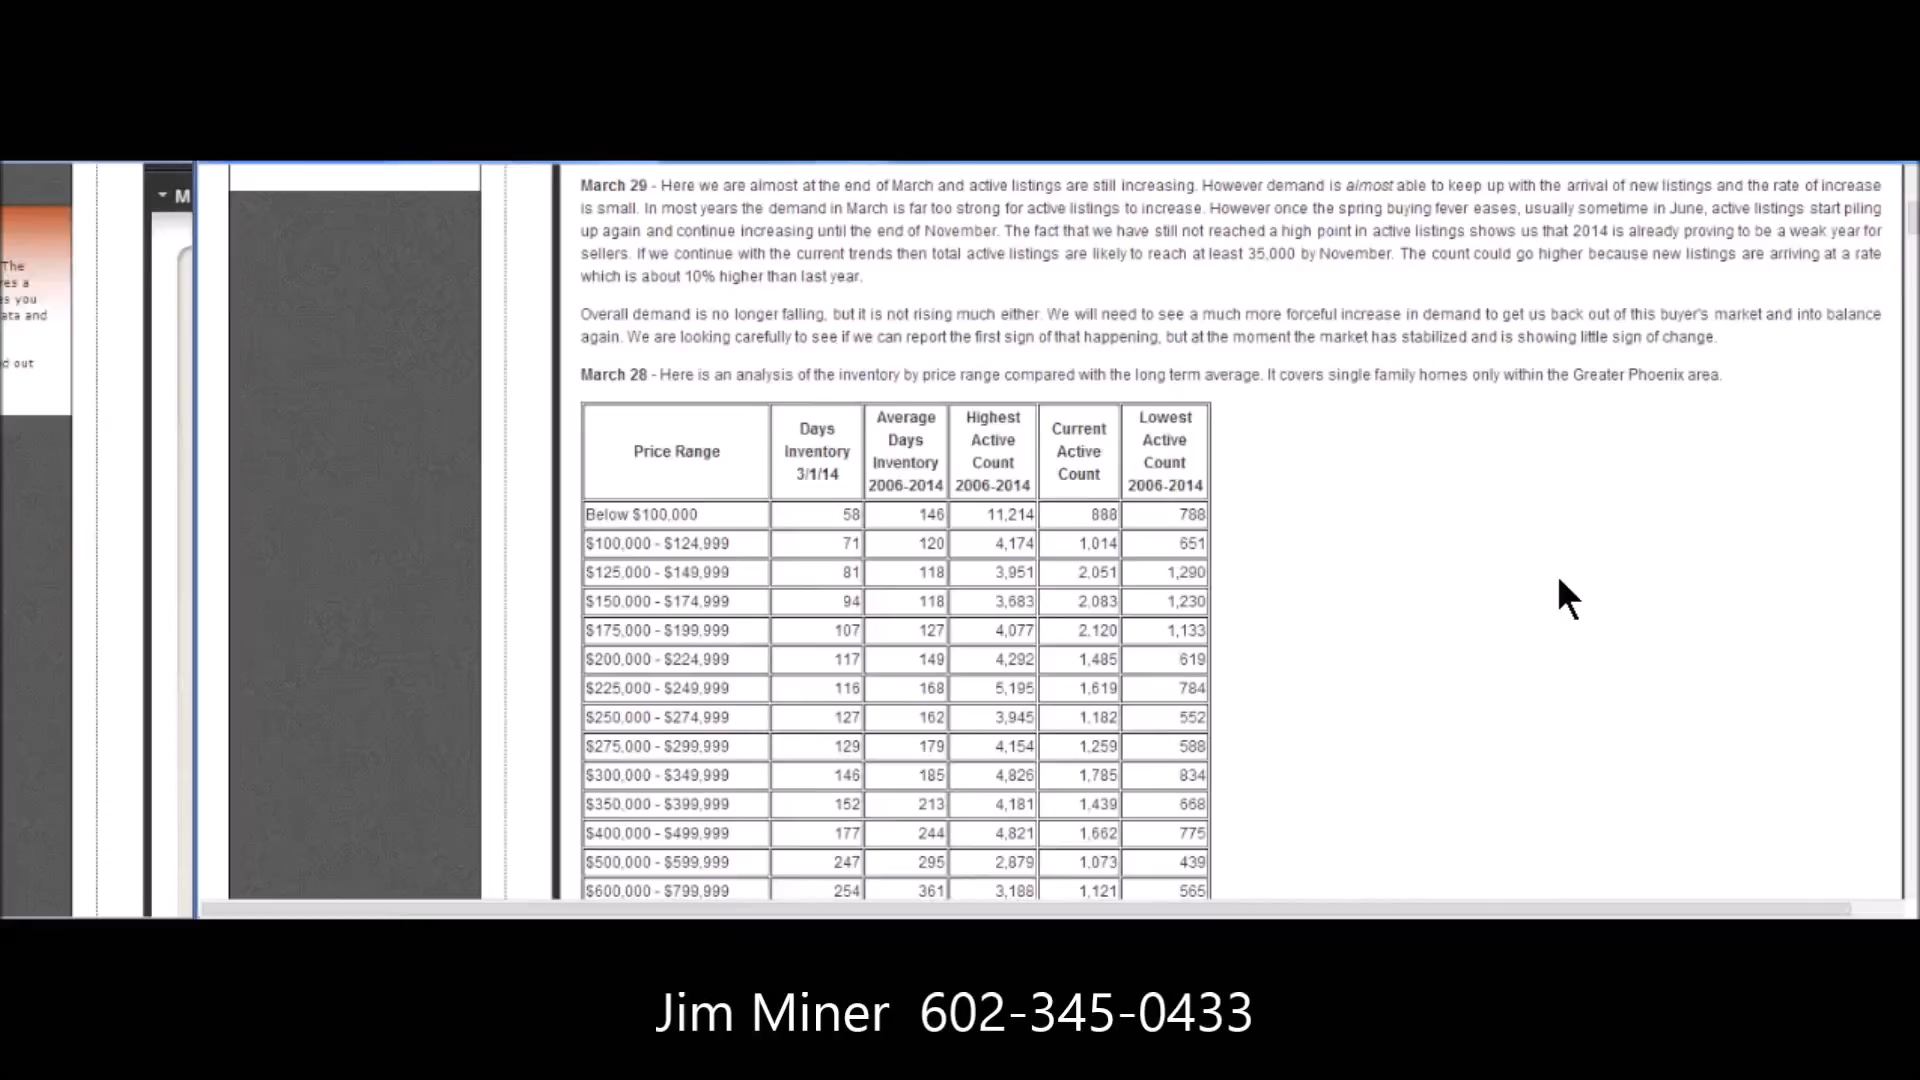 M
The
ves a
es you
ata and
d out
March 29 - Here we are almost at the end of March and active listings are still increasing. However demand is almost able to keep up with the arrival of new listings and the rate of increase
is small. In most years the demand in March is far too strong for active listings to increase. However once the spring buying fever eases, usually sometime in June, active listings start piling
up again and continue increasing until the end of November. The fact that we have still not reached a high point in active listings shows us that 2014 is already proving to be a weak year for
sellers. If we continue with the current trends then total active listings are likely to reach at least 35,000 by November. The count could go higher because new listings are arriving at a rate
which is about 10% higher than last year.
Overall demand is no longer falling, but it is not rising much either. We will need to see a much more forceful increase in demand to get us back out of this buyer's market and into balance
again. We are looking carefully to see if we can report the first sign of that happening, but at the moment the market has stabilized and is showing little sign of change.
March 28 - Here is an analysis of the inventory by price range compared with the long term average. It covers single family homes only within the Greater Phoenix area.
Price Range
Days
Inventory
3/1/14
Average
Days
Inventory
2006-2014
Highest
Active
Count
2006-2014
Current
Active
Count
Lowest
Active
Count
2006-2014
Below $100,000 58 146 11,214 888 788
$100,000 - $124,999 71 120 4,174 1,014 651
$125,000 - $149,999 81 118 3,951 2,051 1,290
$150,000 - $174,999 94 118 3,683 2,083 1,230
$175,000 - $199,999 107 127 4,077 2,120 1,133
$200,000 - $224,999 117 149 4,292 1,485 619
$225,000 - $249,999 116 168 5,195 1,619 784
$250,000 - $274,999 127 162 3,945 1,182 552
$275,000 - $299,999 129 179 4,154 1,259 588
$300,000 - $349,999 146 185 4,826 1,785 834
$350,000 - $399,999 152 213 4,181 1,439 668
$400,000 - $499,999 177 244 4,821 1,662 775
$500,000 - $599,999 247 295 2,879 1,073 439
$600,000 - $799,999 254 361 3,188 1,121 565
Jim Miner 602-345-0433